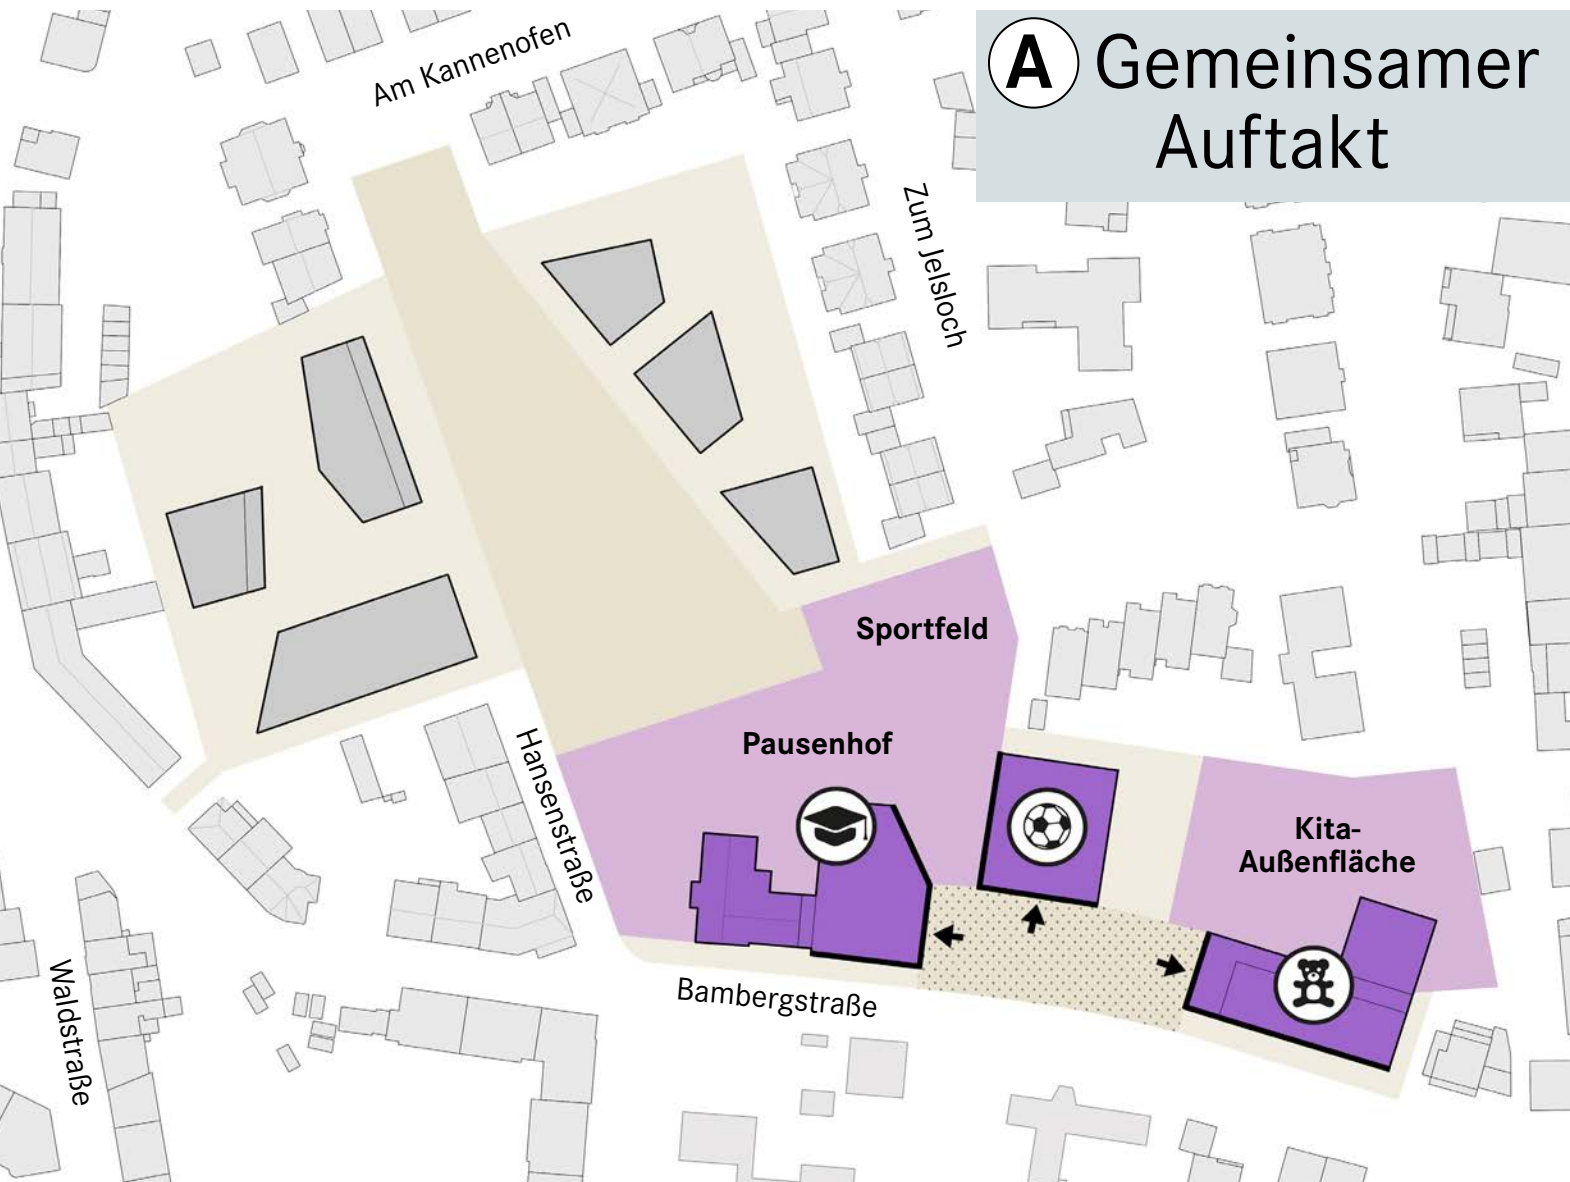 A Gemeinsamer
Auftakt
Am Kannenofen
Zum Jelsloch
Sportfeld
Pausenhof
Hansenstraße
Kita-
Außenfläche
Waldstraße
Bambergstraße